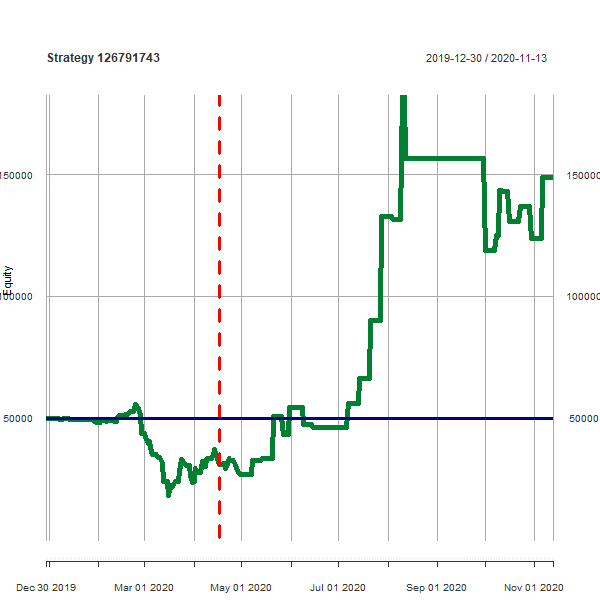 Strategy 126791743
2019-12-30 / 2020-11-13
150000
150000
Equity
100000
100000
50000
50000
Dec 30 2019
Mar 01 2020
May 01 2020
Jul 01 2020
Sep 01 2020
Nov 01 2020